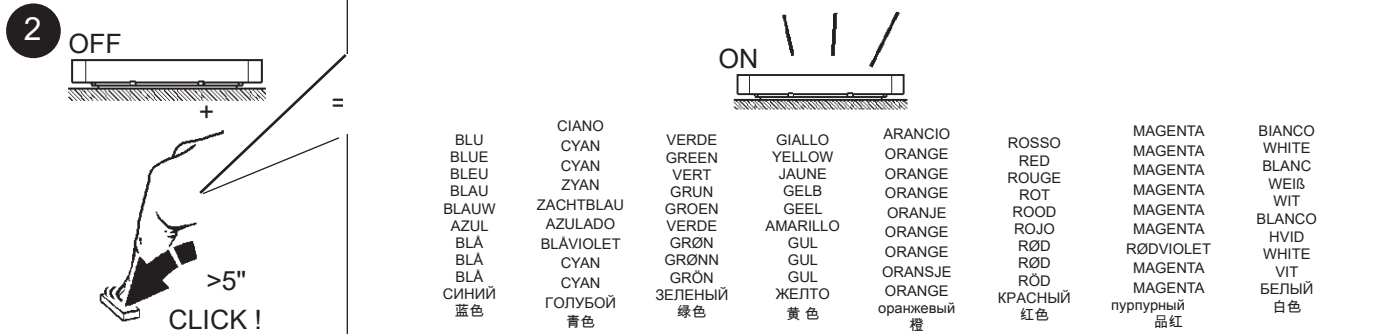 2
OFF
+
=
>5"
CLICK !
ON
BLU
BLUE
BLEU
BLAU
BLAUW
AZUL
BLÅ
BLÅ
BLÅ
СИНИЙ
蓝色
CIANO
CYAN
CYAN
ZYAN
ZACHTBLAU
AZULADO
BLÅVIOLET
CYAN
CYAN
ГОЛУБОЙ
青色
VERDE
GREEN
VERT
GRUN
GROEN
VERDE
GRØN
GRØNN
GRÖN
ЗЕЛЕНЫЙ
绿色
GIALLO
YELLOW
JAUNE
GELB
GEEL
AMARILLO
GUL
GUL
GUL
ЖЕЛТО
黄 色
ARANCIO
ORANGE
ORANGE
ORANGE
ORANJE
ORANGE
ORANGE
ORANSJE
ORANGE
оранжевый
橙
ROSSO
RED
ROUGE
ROT
ROOD
ROJO
RØD
RØD
RÖD
КРАСНЫЙ
红色
MAGENTA
MAGENTA
MAGENTA
MAGENTA
MAGENTA
MAGENTA
RØDVIOLET
MAGENTA
MAGENTA
пурпурный
品红
BIANCO
WHITE
BLANC
WEIß
WIT
BLANCO
HVID
WHITE
VIT
БЕЛЫЙ
白色